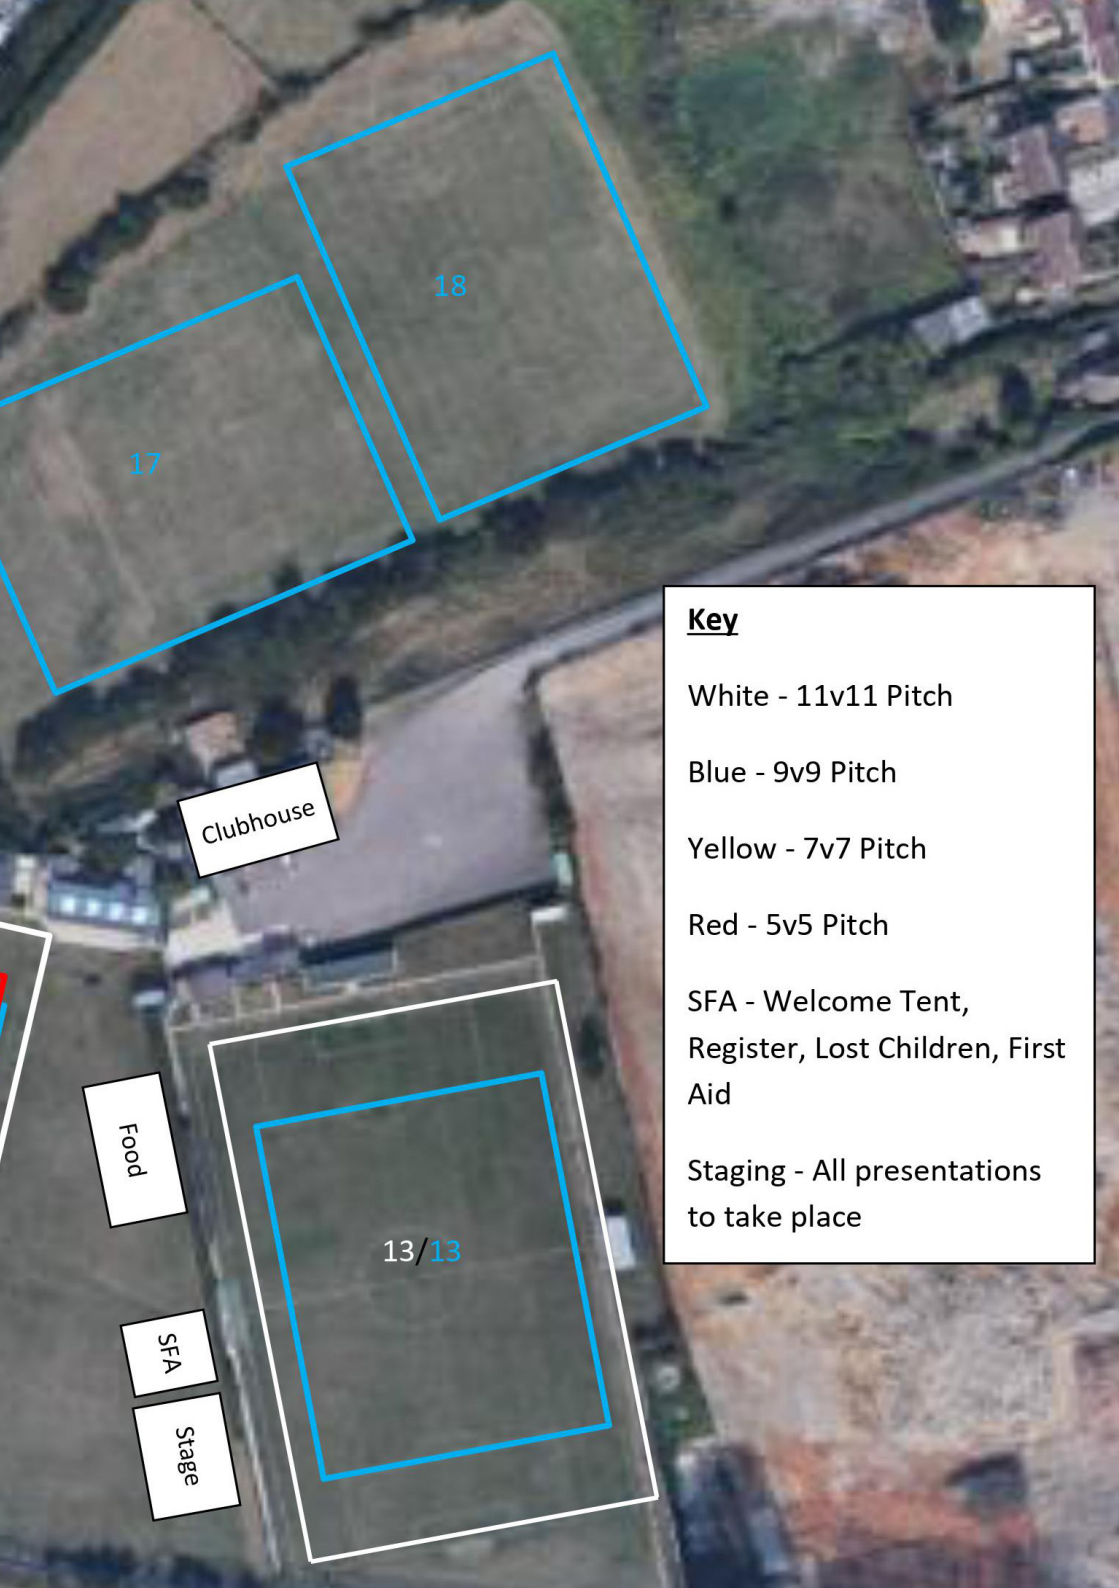 18
17
Key
White - 11v11 Pitch
Blue - 9v9 Pitch
Yellow - 7v7 Pitch
Red - 5v5 Pitch
SFA - Welcome Tent,
Register, Lost Children, First
Aid
Staging - All presentations
to take place
Clubhouse
Food
13/13
SFA
Stage